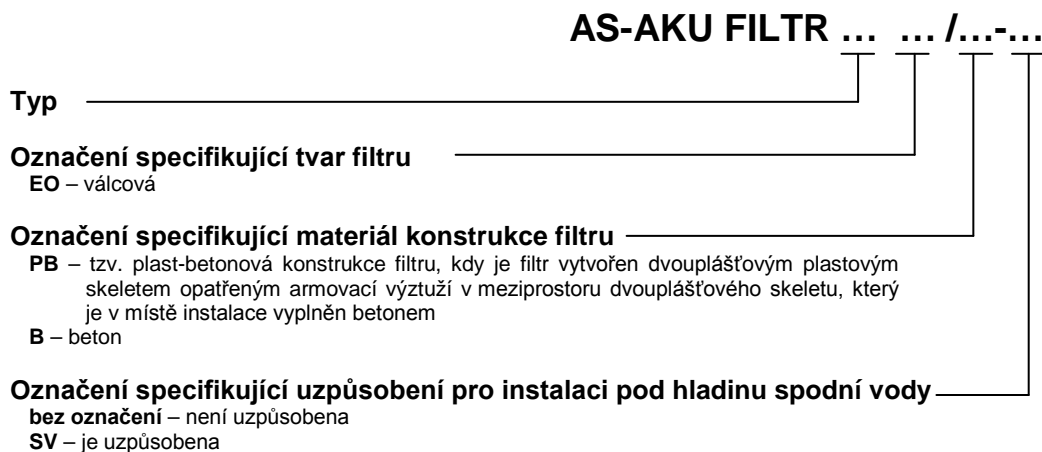 AS-AKU FILTR ... ... /...-...
Typ
Označení specifikující tvar filtru
EO – válcová
Označení specifikující materiál konstrukce filtru
PB – tzv. plast-betonová konstrukce filtru, kdy je filtr vytvořen dvouplášťovým plastovým
skeletem opatřeným armovací výztuží v meziprostoru dvouplášťového skeletu, který
je v místě instalace vyplněn betonem
B – beton
Označení specifikující uzpůsobení pro instalaci pod hladinu spodní vody
bez označení – není uzpůsobena
SV – je uzpůsobena